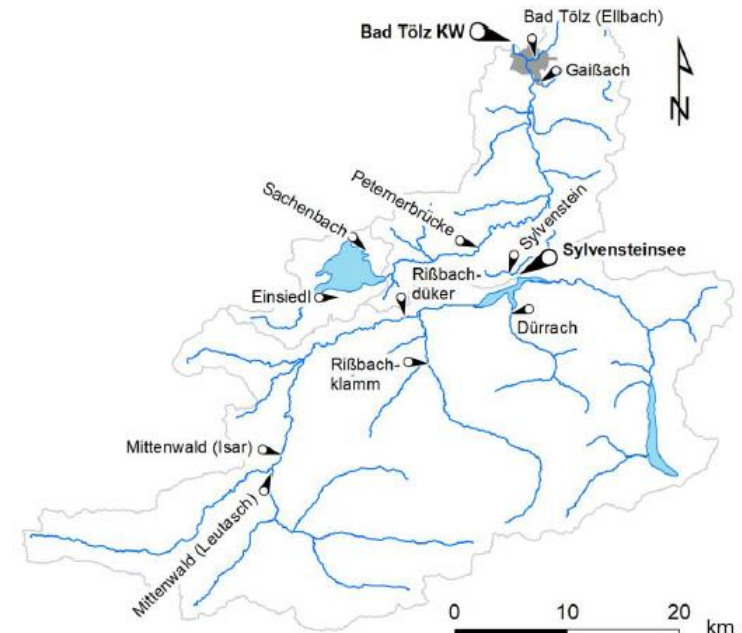 Bad Tölz (Ellbach)
Bad Tölz KW
Gaißach
N
Peternerbrücke
Sachenbach
Sylvenstein
Sylvensteinsee
Rißbach-
düker
Einsiedl
Dürrach
Rißbach-
klamm
Mittenwald (Isar)
Mittenwald (Leutasch)
0 10 20
km